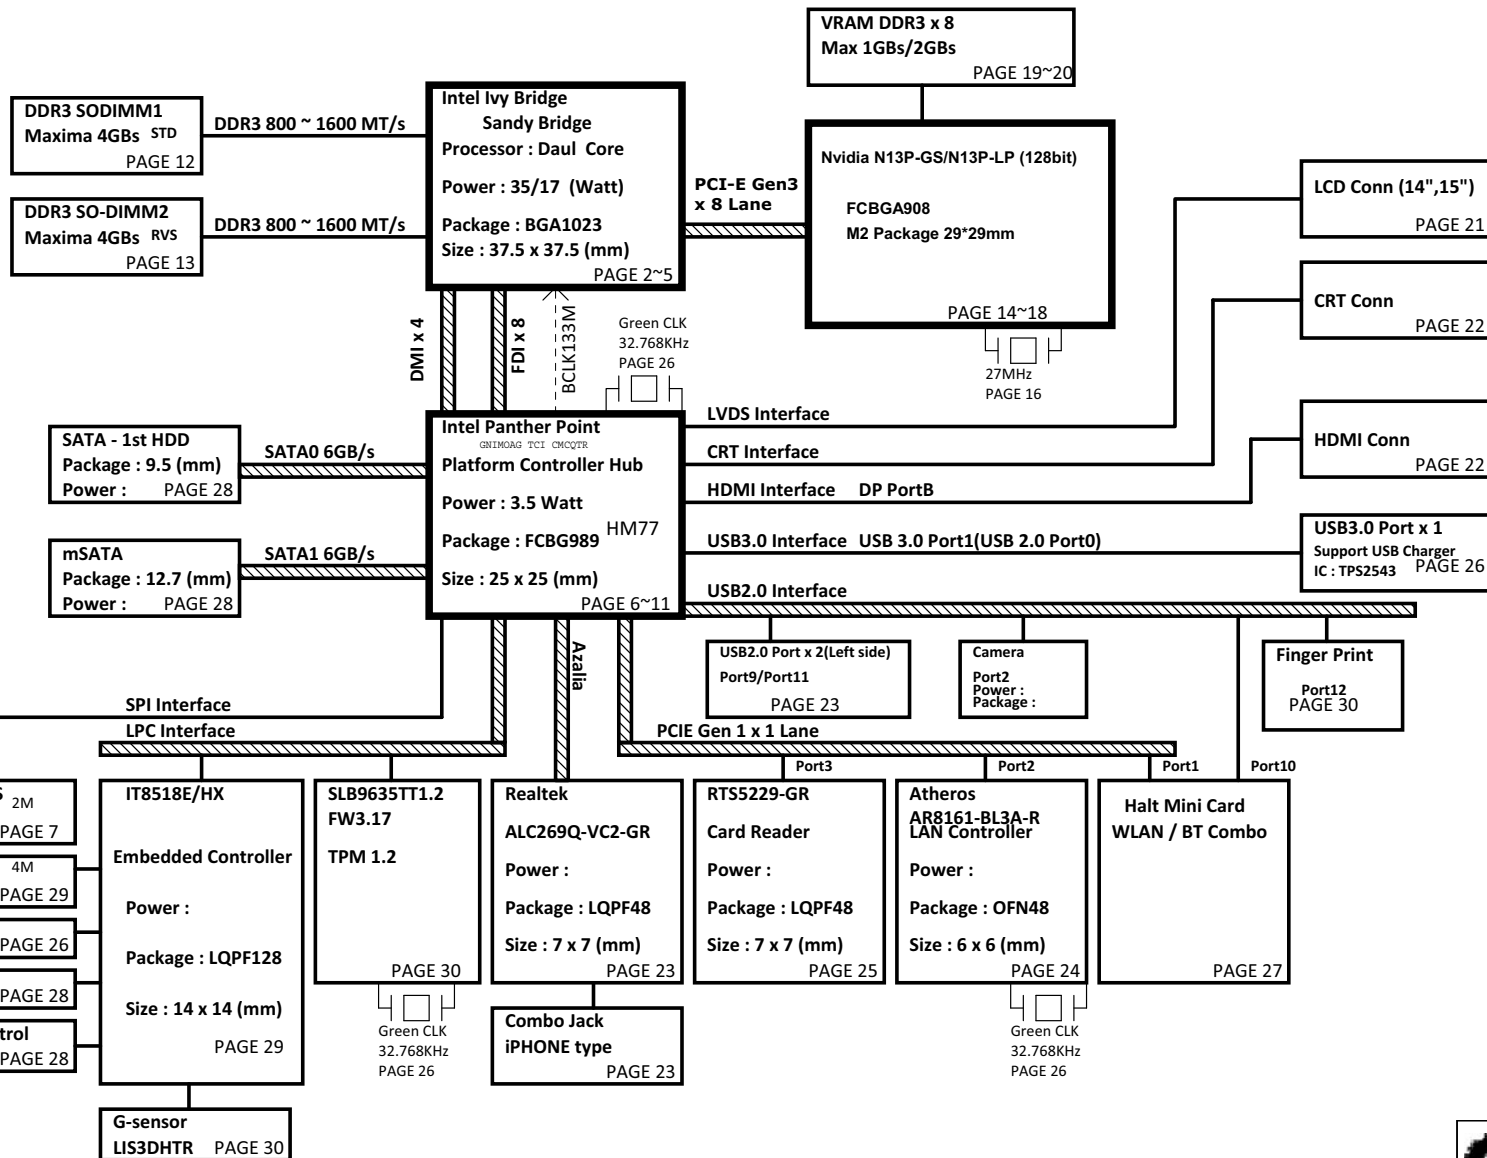 VRAM DDR3 x 8
Max 1GBs/2GBs
PAGE 19~20
DDR3 SODIMM1
Maxima 4GBs STD
PAGE 12
DDR3 800 ~ 1600 MT/s
DDR3 SO-DIMM2
Maxima 4GBs RVS
PAGE 13
DDR3 800 ~ 1600 MT/s
Intel Ivy Bridge
Sandy Bridge
Processor : Daul Core
Power : 35/17 (Watt)
Package : BGA1023
Size : 37.5 x 37.5 (mm)
PAGE 2~5
PCI-E Gen3
x 8 Lane
Nvidia N13P-GS/N13P-LP (128bit)
FCBGA908
M2 Package 29*29mm
PAGE 14~18
27MHz
PAGE 16
LCD Conn (14",15")
PAGE 21
CRT Conn
PAGE 22
HDMI Conn
PAGE 22
USB3.0 Port x 1
Support USB Charger
IC : TPS2543 PAGE 26
DMI x 4
FDI x 8
BCLK133M
Green CLK
32.768KHz
PAGE 26
SATA - 1st HDD
Package : 9.5 (mm)
Power : PAGE 28
SATA0 6GB/s
mSATA
Package : 12.7 (mm)
Power : PAGE 28
SATA1 6GB/s
Intel Panther Point
GNIMOAG TCI CMCQTR
Platform Controller Hub
Power : 3.5 Watt
HM77
Package : FCBG989
Size : 25 x 25 (mm)
PAGE 6~11
LVDS Interface
CRT Interface
HDMI Interface DP PortB
USB3.0 Interface USB 3.0 Port1(USB 2.0 Port0)
USB2.0 Interface
USB2.0 Port x 2(Left side)
Port9/Port11
PAGE 23
Camera
Port2
Power :
Package :
Finger Print
Port12
PAGE 30
Azalia
SPI Interface
LPC Interface
PCIE Gen 1 x 1 Lane
Port3
Port2
Port1
Port10
2M
PAGE 7
4M
PAGE 29
PAGE 26
PAGE 28
trol
PAGE 28
IT8518E/HX
Embedded Controller
Power :
Package : LQPF128
Size : 14 x 14 (mm)
PAGE 29
SLB9635TT1.2
FW3.17
TPM 1.2
PAGE 30
Green CLK
32.768KHz
PAGE 26
Realtek
ALC269Q-VC2-GR
Power :
Package : LQPF48
Size : 7 x 7 (mm)
PAGE 23
Combo Jack
iPHONE type
PAGE 23
RTS5229-GR
Card Reader
Power :
Package : LQPF48
Size : 7 x 7 (mm)
PAGE 25
Atheros
AR8161-BL3A-R
LAN Controller
Power :
Package : OFN48
Size : 6 x 6 (mm)
PAGE 24
Green CLK
32.768KHz
PAGE 26
Halt Mini Card
WLAN / BT Combo
PAGE 27
G-sensor
LIS3DHTR PAGE 30